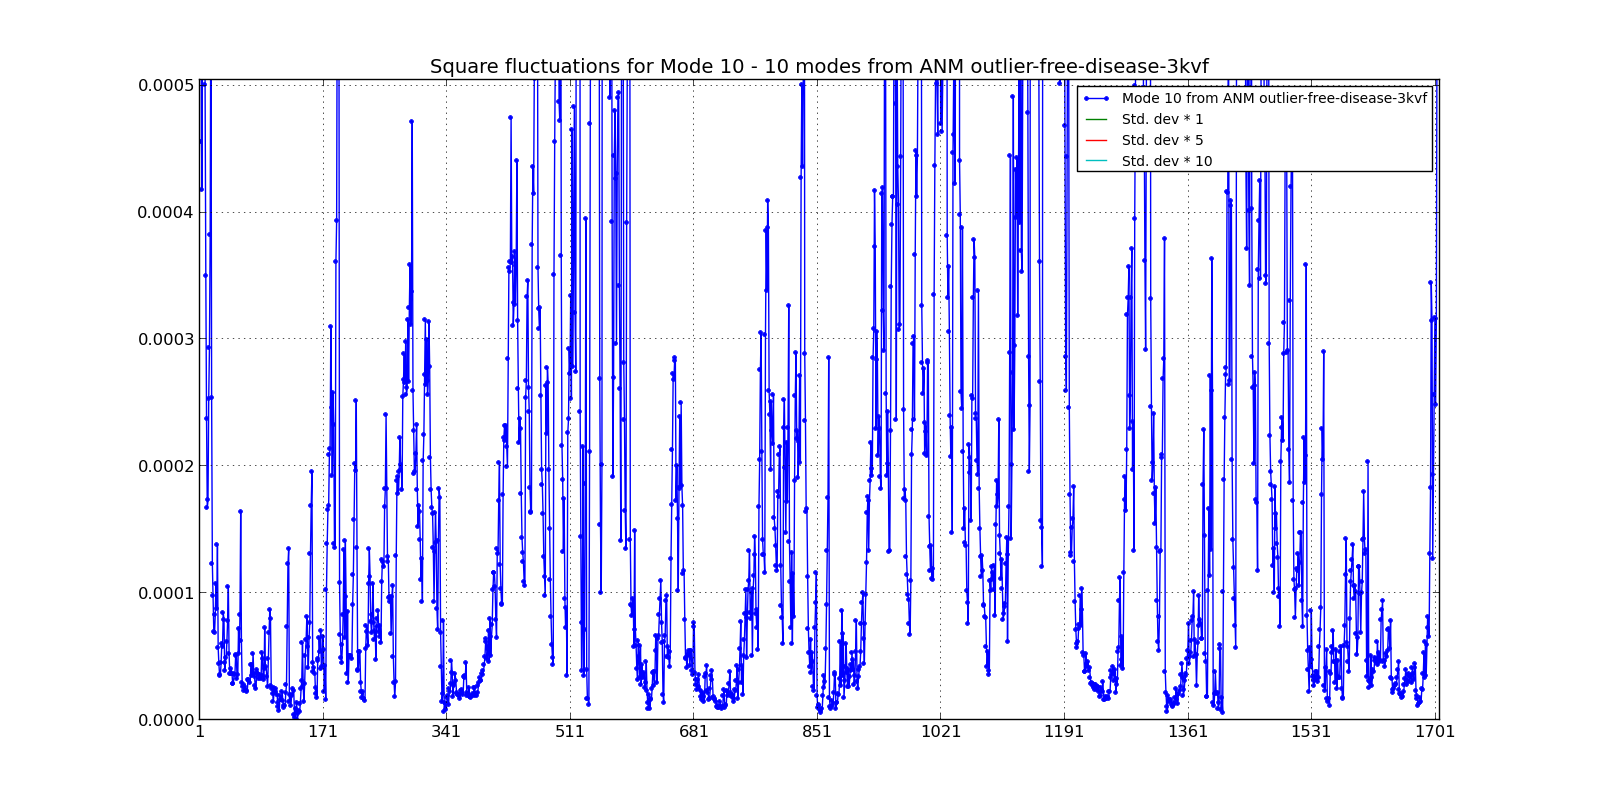 Square fluctuations for Mode 10 - 10 modes from ANM outlier-free-disease-3kvf
0.0005
0.0004
0.0003
0.0002
0.0001
0.0000
Mode 10 from ANM outlier-free-disease-3kvf
Std. dev * 1
Std. dev * 5
Std. dev * 10
1 171 341 511 681 851 1021 1191 1361 1531 1701